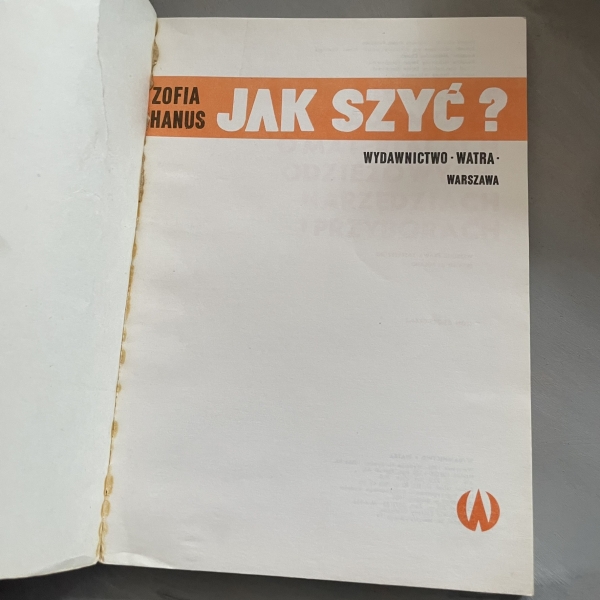 ZOFIA
HANUS
JAK SZYĆ?
WYDAWNICTWO · WATRA ·
WARSZAWA